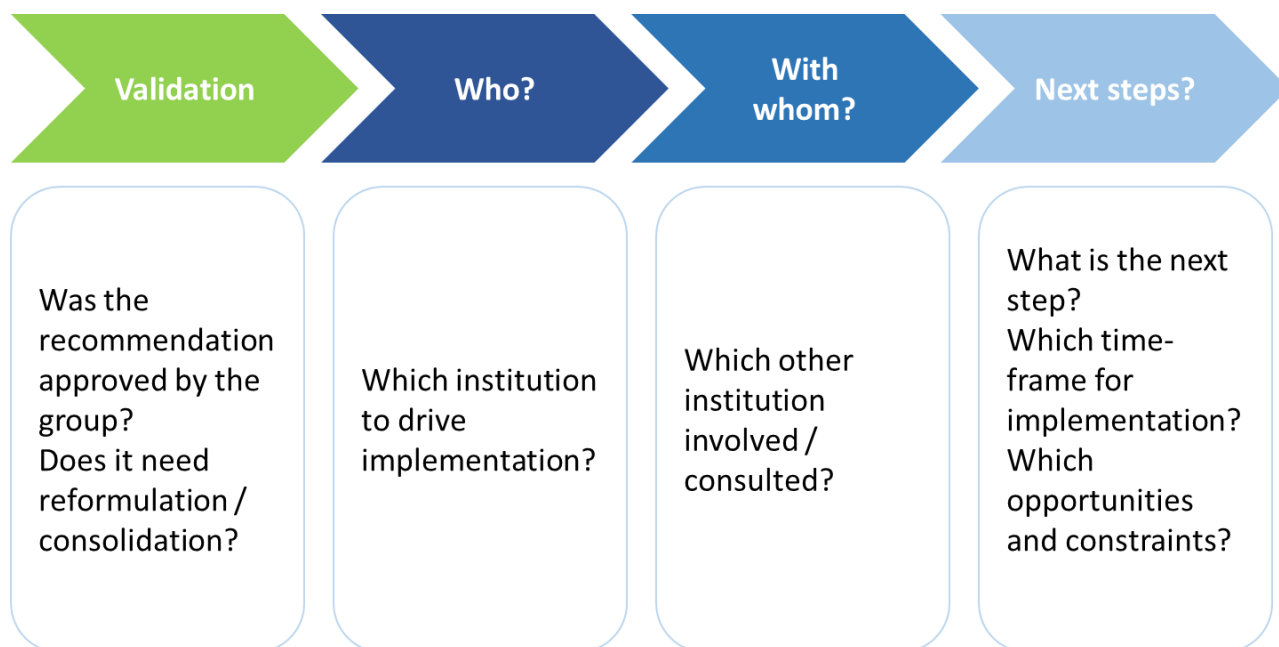 Validation
Who?
With
whom?
Next steps?
Was the
recommendation
approved by the
group?
Does it need
reformulation /
consolidation?
Which institution
to drive
implementation?
Which other
institution
involved /
consulted?
What is the next
step?
Which time-
frame for
implementation?
Which
opportunities
and constraints?